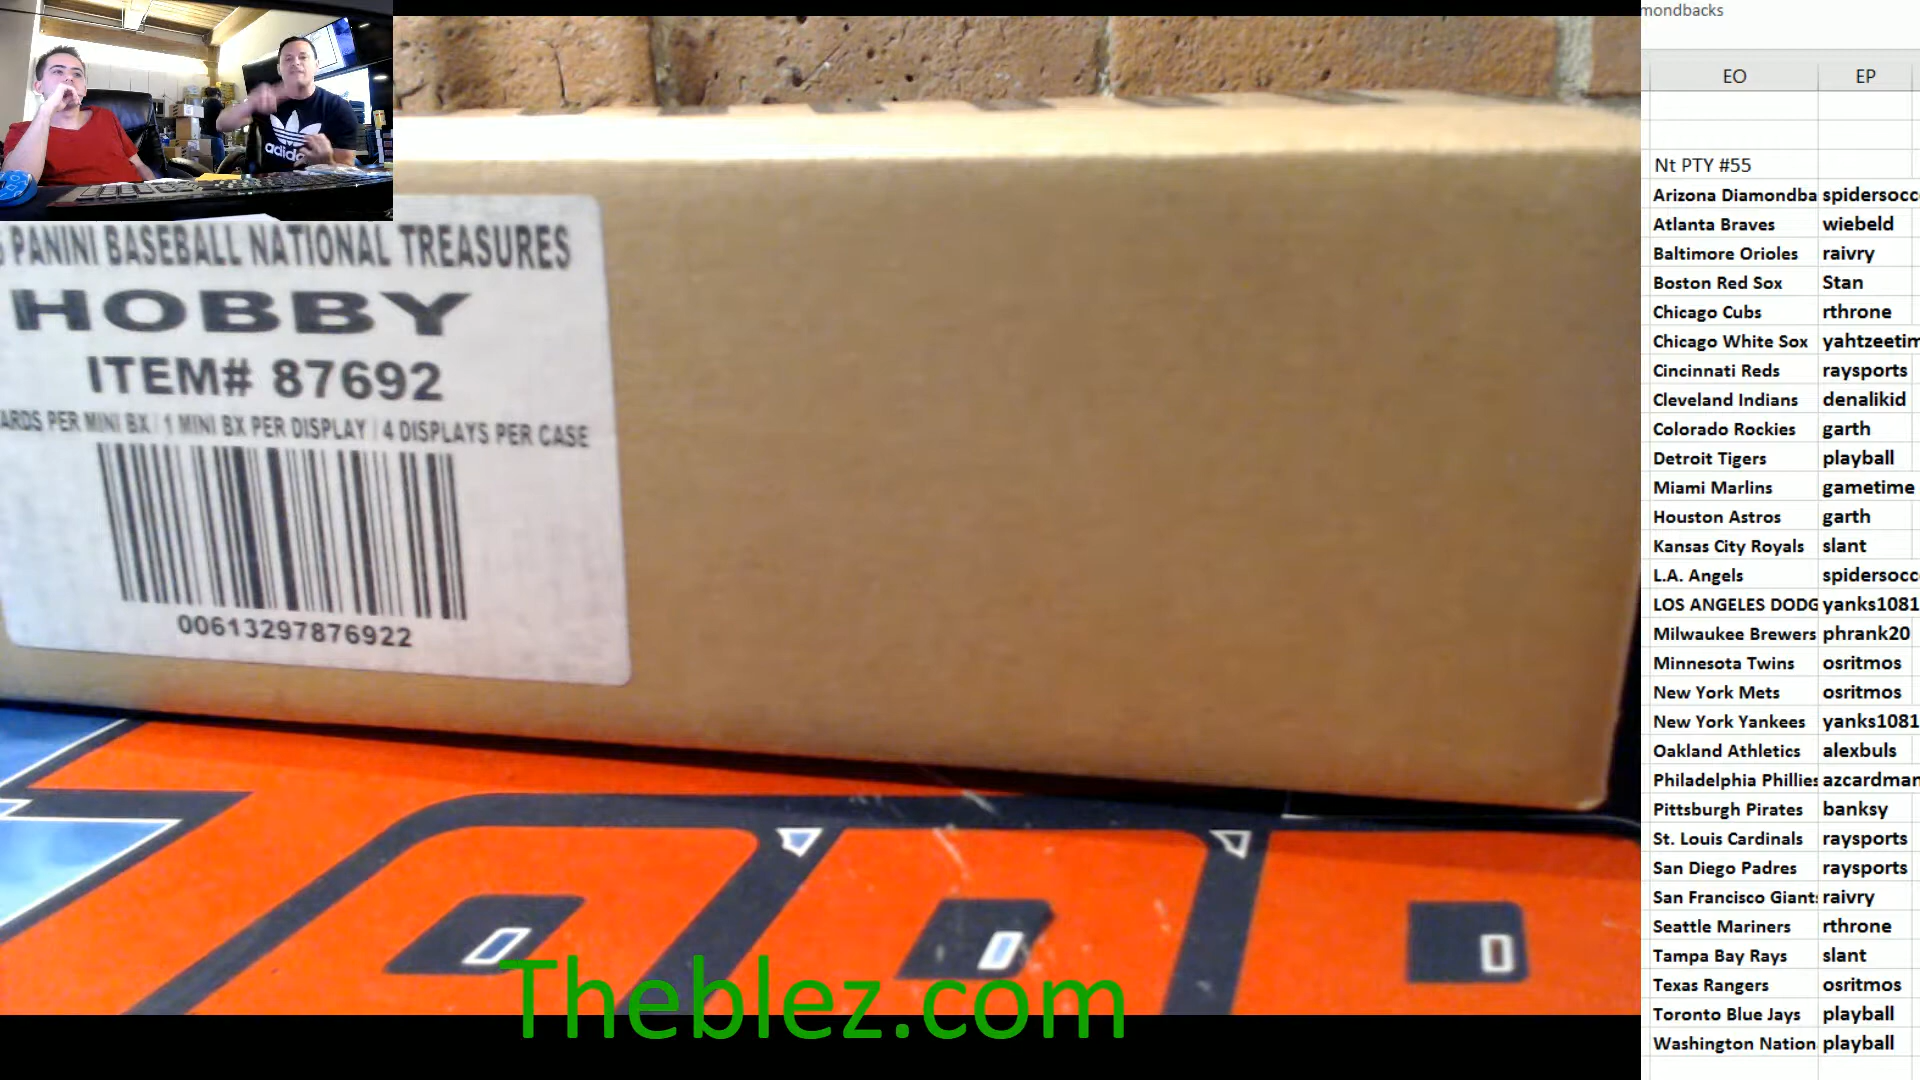 adidas
PANINI BASEBALL NATIONAL TREASURES
HOBBY
ITEM# 87692
PER MINI BX / 1 MINI BX PER DISPLAY / 4 DISPLAYS PER CASE
00613297876922
Theblez.com
mondbacks
EO EP
Nt PTY #55
Arizona Diamondba spidersocc
Atlanta Braves wiebeld
Baltimore Orioles raivry
Boston Red Sox Stan
Chicago Cubs rthrone
Chicago White Sox yahtzeetim
Cincinnati Reds raysports
Cleveland Indians denalikid
Colorado Rockies garth
Detroit Tigers playball
Miami Marlins gametime
Houston Astros garth
Kansas City Royals slant
L.A. Angels spidersocc
LOS ANGELES DODG yanks1081
Milwaukee Brewers phrank20
Minnesota Twins osritmos
New York Mets osritmos
New York Yankees yanks1081
Oakland Athletics alexbuls
Philadelphia Phillies azcardman
Pittsburgh Pirates banksy
St. Louis Cardinals raysports
San Diego Padres raysports
San Francisco Giants raivry
Seattle Mariners rthrone
Tampa Bay Rays slant
Texas Rangers osritmos
Toronto Blue Jays playball
Washington Nation playball